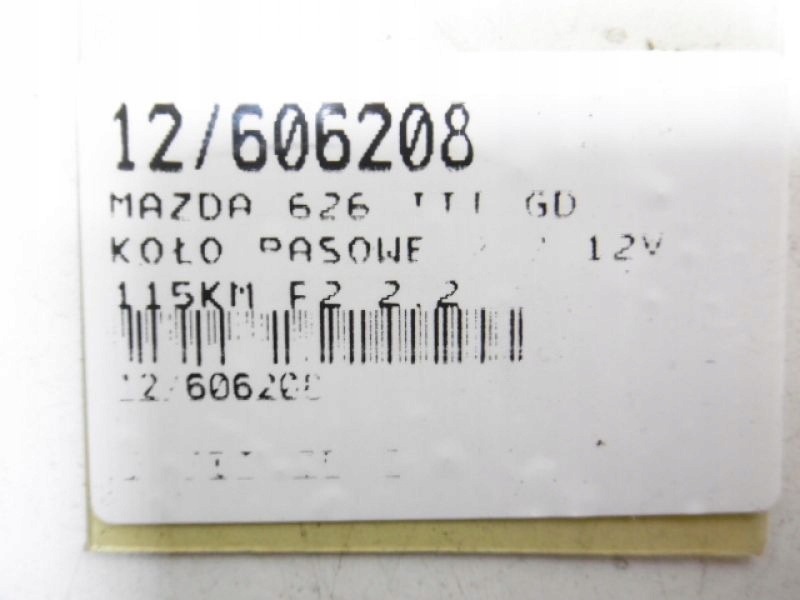 12/606208
MAZDA 626 III GD
KOŁO PASOWE 12V
115KM F2 2.2
12/606208